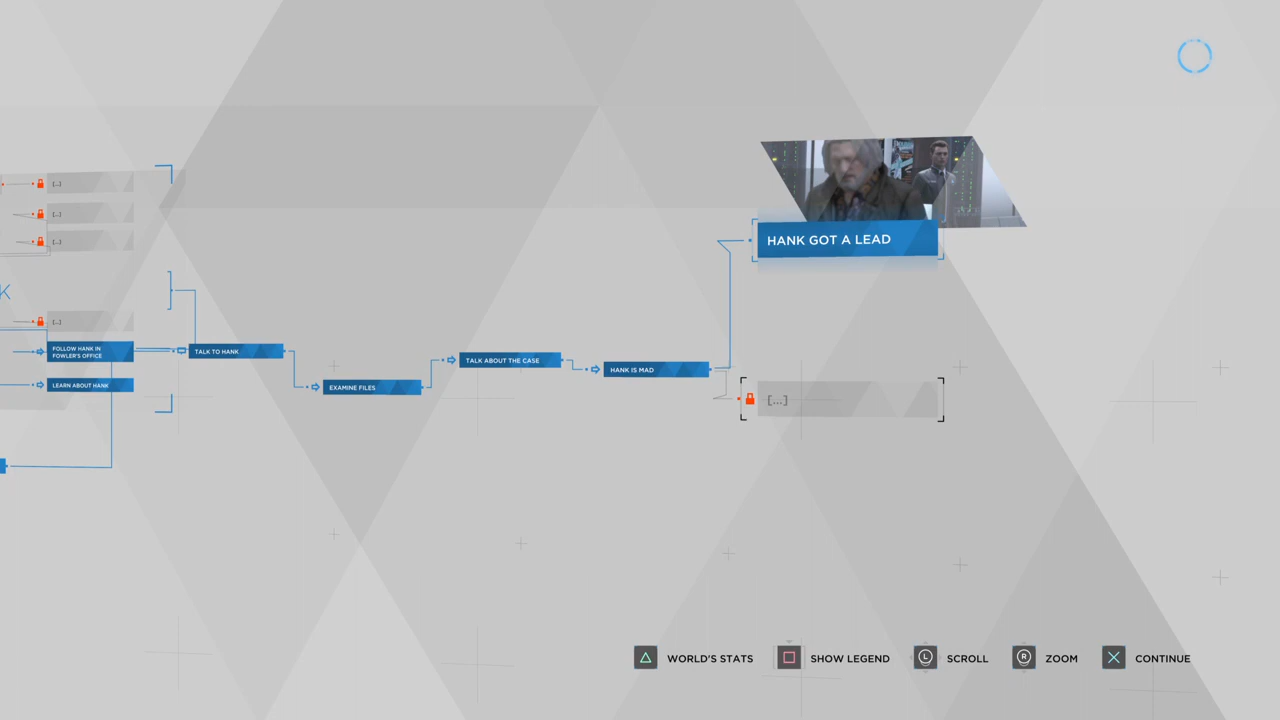 [...]
[...]
HANK GOT A LEAD
[...]
K
[...]
FOLLOW HANK IN
FOWLER'S OFFICE
TALK TO HANK
TALK ABOUT THE CASE
HANK IS MAD
LEARN ABOUT HANK
EXAMINE FILES
[...]
WORLD'S STATS
SHOW LEGEND
L
SCROLL
R
ZOOM
CONTINUE